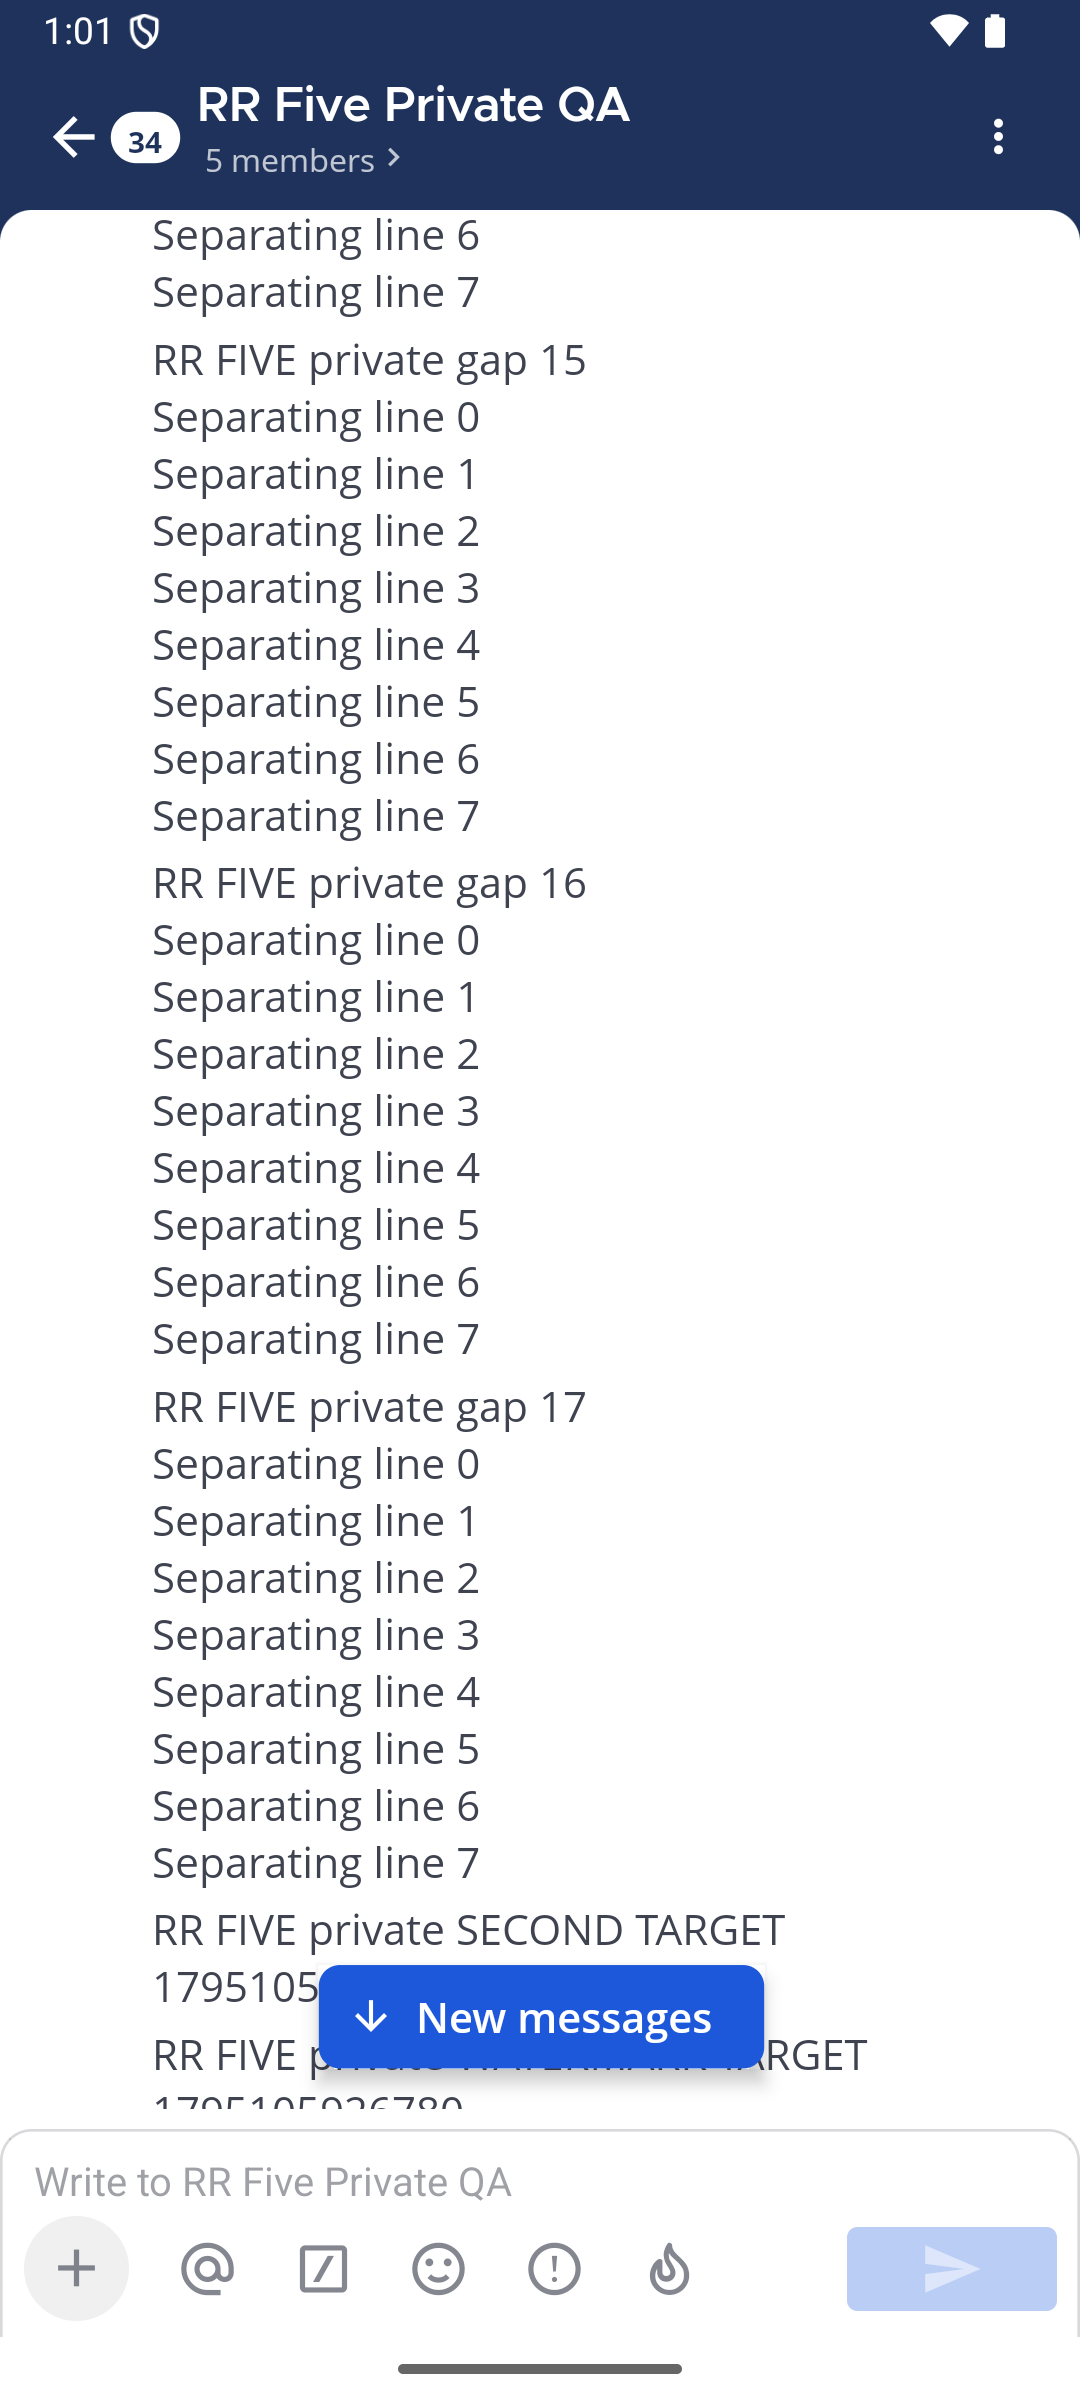 1:01
34
RR Five Private QA
5 members
Separating line 6
Separating line 7
RR FIVE private gap 15
Separating line 0
Separating line 1
Separating line 2
Separating line 3
Separating line 4
Separating line 5
Separating line 6
Separating line 7
RR FIVE private gap 16
Separating line 0
Separating line 1
Separating line 2
Separating line 3
Separating line 4
Separating line 5
Separating line 6
Separating line 7
RR FIVE private gap 17
Separating line 0
Separating line 1
Separating line 2
Separating line 3
Separating line 4
Separating line 5
Separating line 6
Separating line 7
RR FIVE private SECOND TARGET
1795105
New messages
RR FIVE
Write to RR Five Private QA